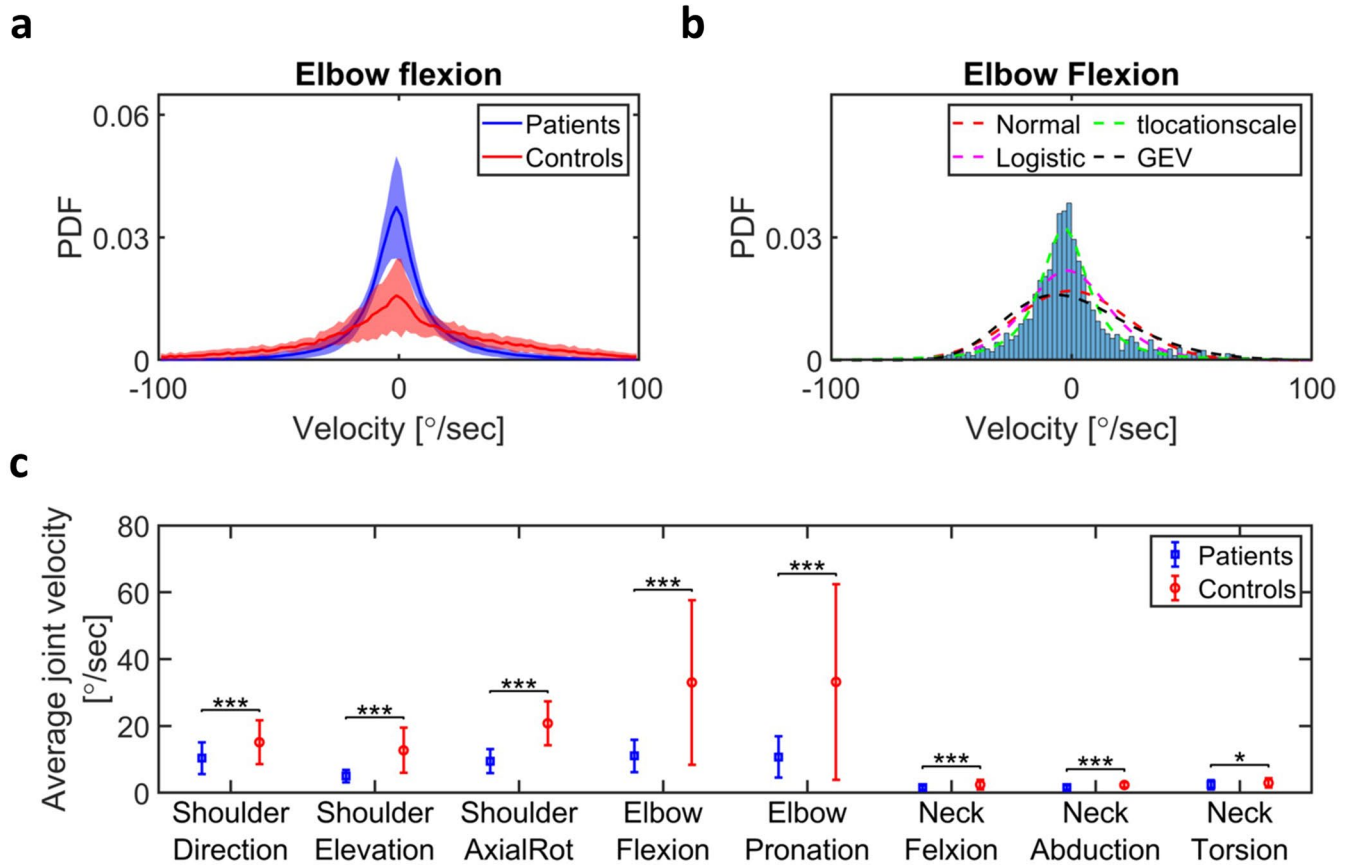 a
b
Elbow flexion
Elbow Flexion
0.06
0.03
0
PDF
Patients
Controls
-100
0
100
Velocity [°/sec]
0.03
0
PDF
Normal
tlocationscale
Logistic
GEV
-100
0
100
Velocity [°/sec]
c
Average joint velocity
[°/sec]
80
60
40
20
0
Patients
Controls
***
***
***
***
***
***
***
*
Shoulder
Direction
Shoulder
Elevation
Shoulder
AxialRot
Elbow
Flexion
Elbow
Pronation
Neck
Felxion
Neck
Abduction
Neck
Torsion